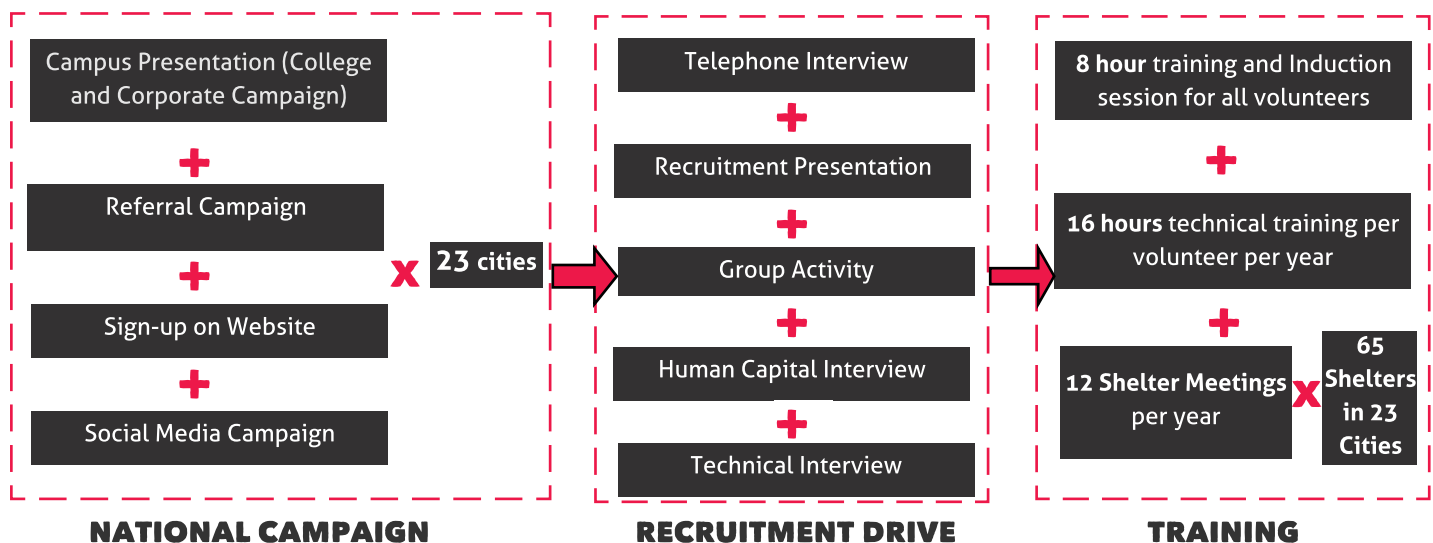 Campus Presentation (College
and Corporate Campaign)
Referral Campaign
Sign-up on Website
Social Media Campaign
x
23 cities
NATIONAL CAMPAIGN
Telephone Interview
+
Recruitment Presentation
+
Group Activity
+
Human Capital Interview
+
Technical Interview
RECRUITMENT DRIVE
8 hour training and Induction
session for all volunteers
+
16 hours technical training per
volunteer per year
+
12 Shelter Meetings
per year
x
65
Shelters
in 23
Cities
TRAINING